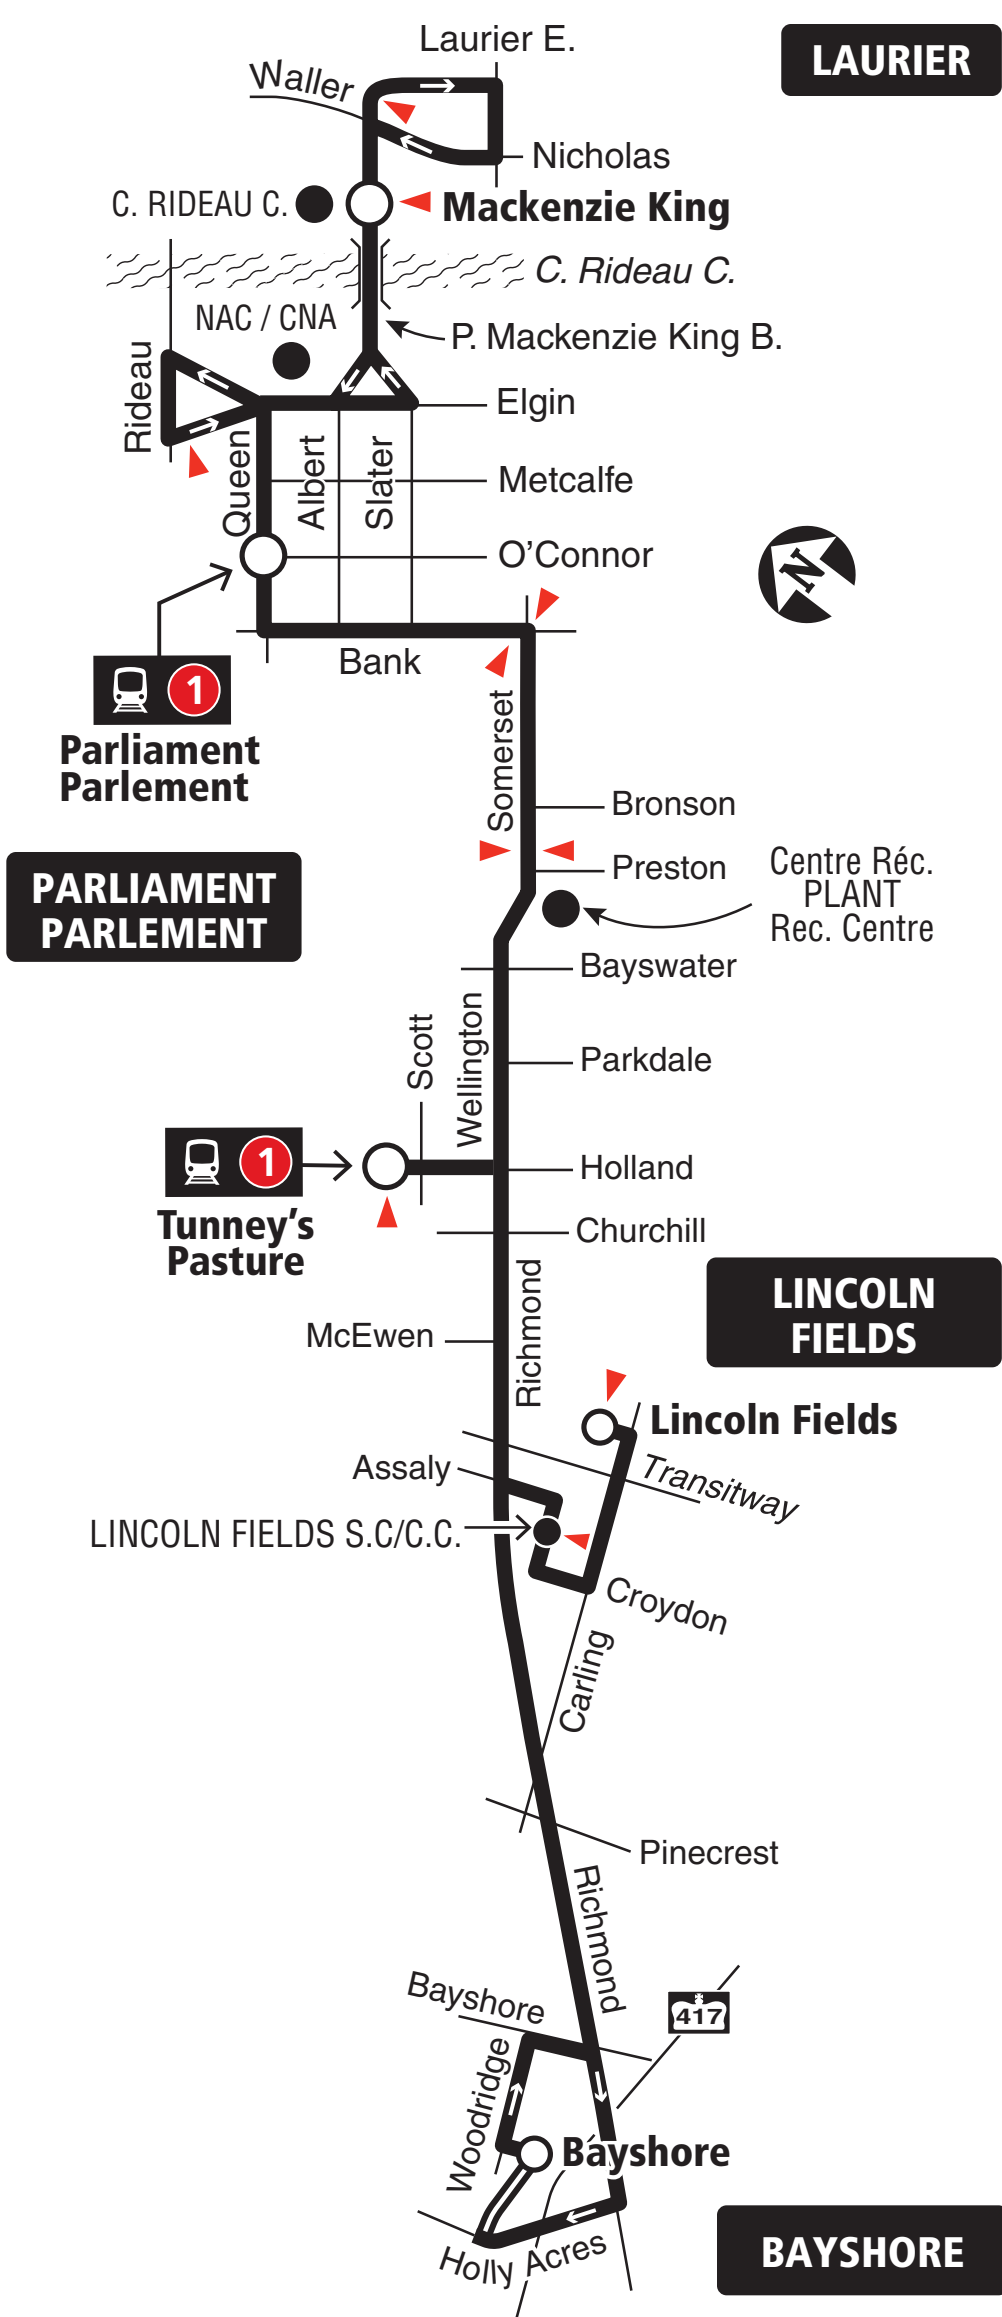 Laurier E.
LAURIER
Waller
Nicholas
C. RIDEAU C.
Mackenzie King
C. Rideau C.
NAC / CNA
P. Mackenzie King B.
Rideau
Elgin
Queen
Albert
Slater
Metcalfe
O'Connor
N
Bank
1
Parliament
Parlement
Somerset
Bronson
Preston
Centre Réc.
PLANT
Rec. Centre
PARLIAMENT
PARLEMENT
Bayswater
Scott
Wellington
Parkdale
1
Tunney's
Pasture
Holland
Churchill
LINCOLN
FIELDS
McEwen
Richmond
Lincoln Fields
Assaly
Transitway
LINCOLN FIELDS S.C/C.C.
Croydon
Carling
Pinecrest
Richmond
Bayshore
417
Woodridge
Bayshore
Holly Acres
BAYSHORE